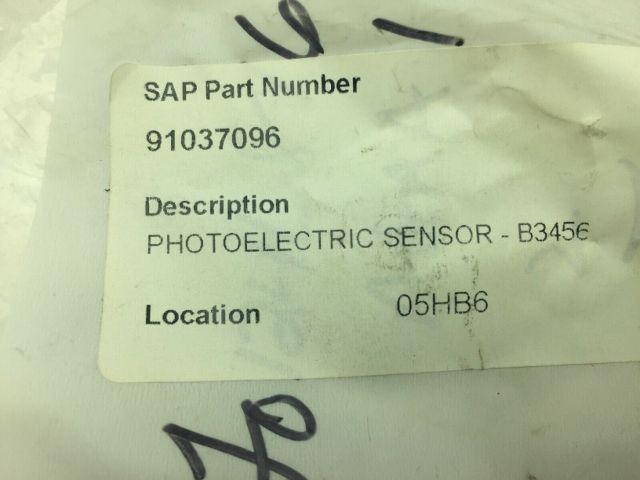 SAP Part Number
91037096
Description
PHOTOELECTRIC SENSOR - B3456
Location 05HB6